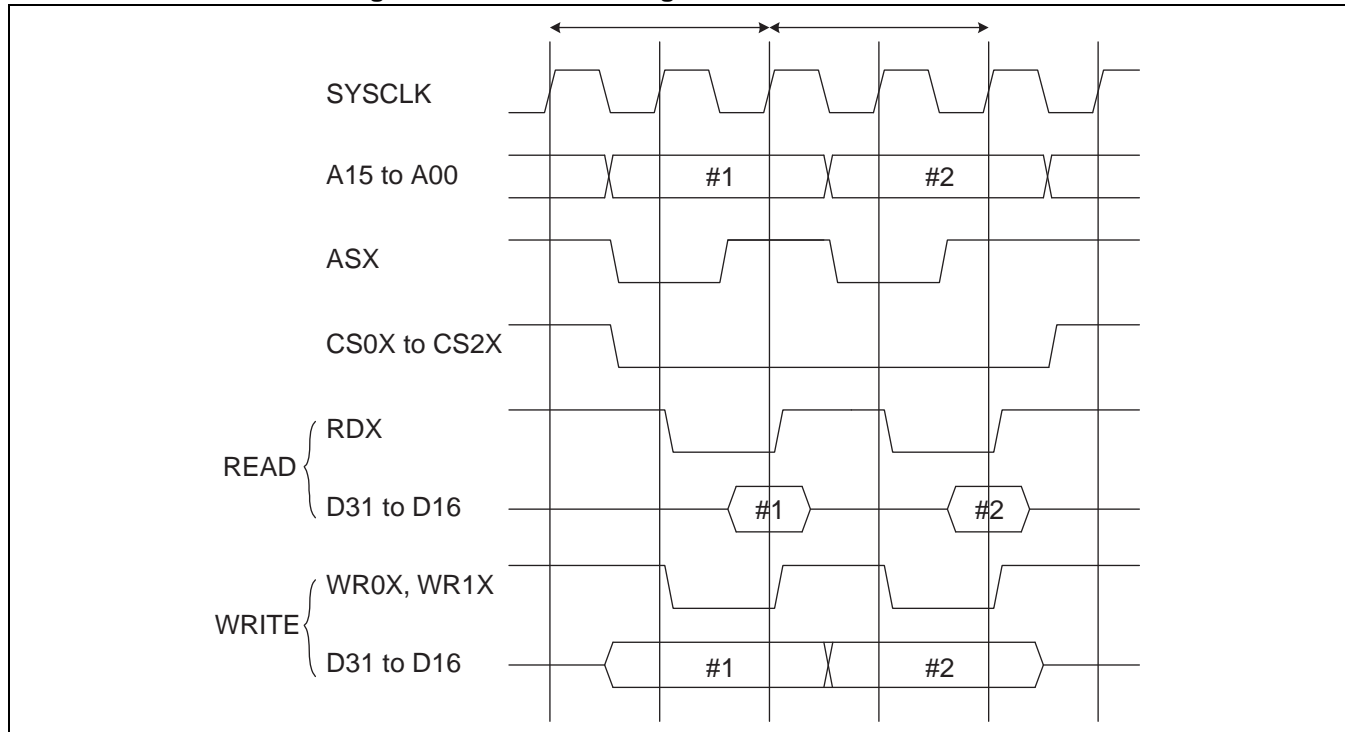 SYSCLK
A15 to A00
#1
#2
ASX
CS0X to CS2X
READ
RDX
D31 to D16
#1
#2
WRITE
WR0X, WR1X
D31 to D16
#1
#2